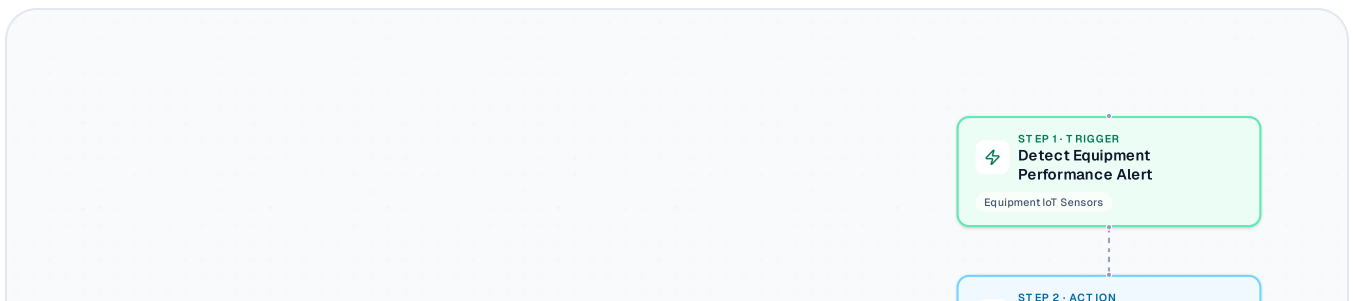 STEP 1 · TRIGGER
Detect Equipment
Performance Alert
Equipment IoT Sensors
STEP 2 · ACTION